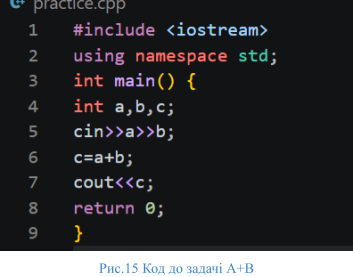 practice.cpp
1 #include <iostream>
2 using namespace std;
3 int main() {
4 int a,b,c;
5 cin>>a>>b;
6 c=a+b;
7 cout<<c;
8 return 0;
9 }
Рис.15 Код до задачі A+B